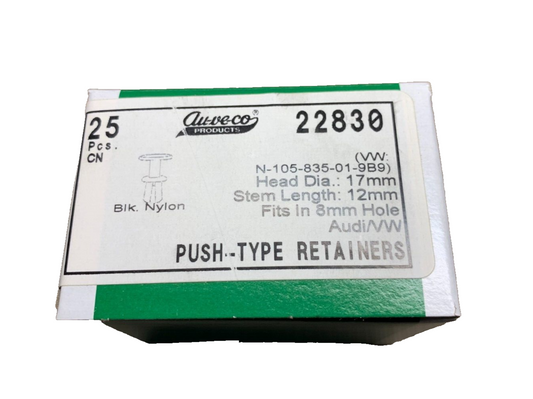 25
Pcs.
CN
Au-ve-co®
PRODUCTS
22830
(VW:
N-105-835-01-9B9)
Head Dia.: 17mm
Stem Length: 12mm
Fits In 8mm Hole
Audi/VW
Blk. Nylon
PUSH-TYPE RETAINERS